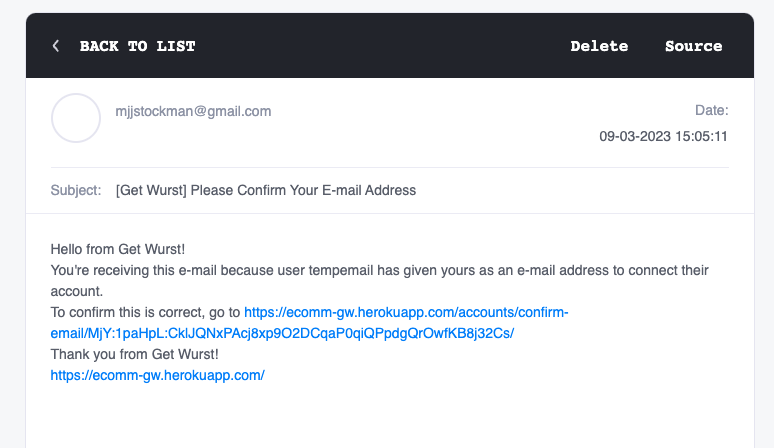 BACK TO LIST
Delete
Source
mjjstockman@gmail.com
Date:
09-03-2023 15:05:11
Subject: [Get Wurst] Please Confirm Your E-mail Address
Hello from Get Wurst!
You're receiving this e-mail because user tempemail has given yours as an e-mail address to connect their
account.
To confirm this is correct, go to https://ecomm-gw.herokuapp.com/accounts/confirm-
email/MjY:1paHpL:CklJQNxPAcj8xp9O2DCqaP0qiQPpdgQrOwfKB8j32Cs/
Thank you from Get Wurst!
https://ecomm-gw.herokuapp.com/